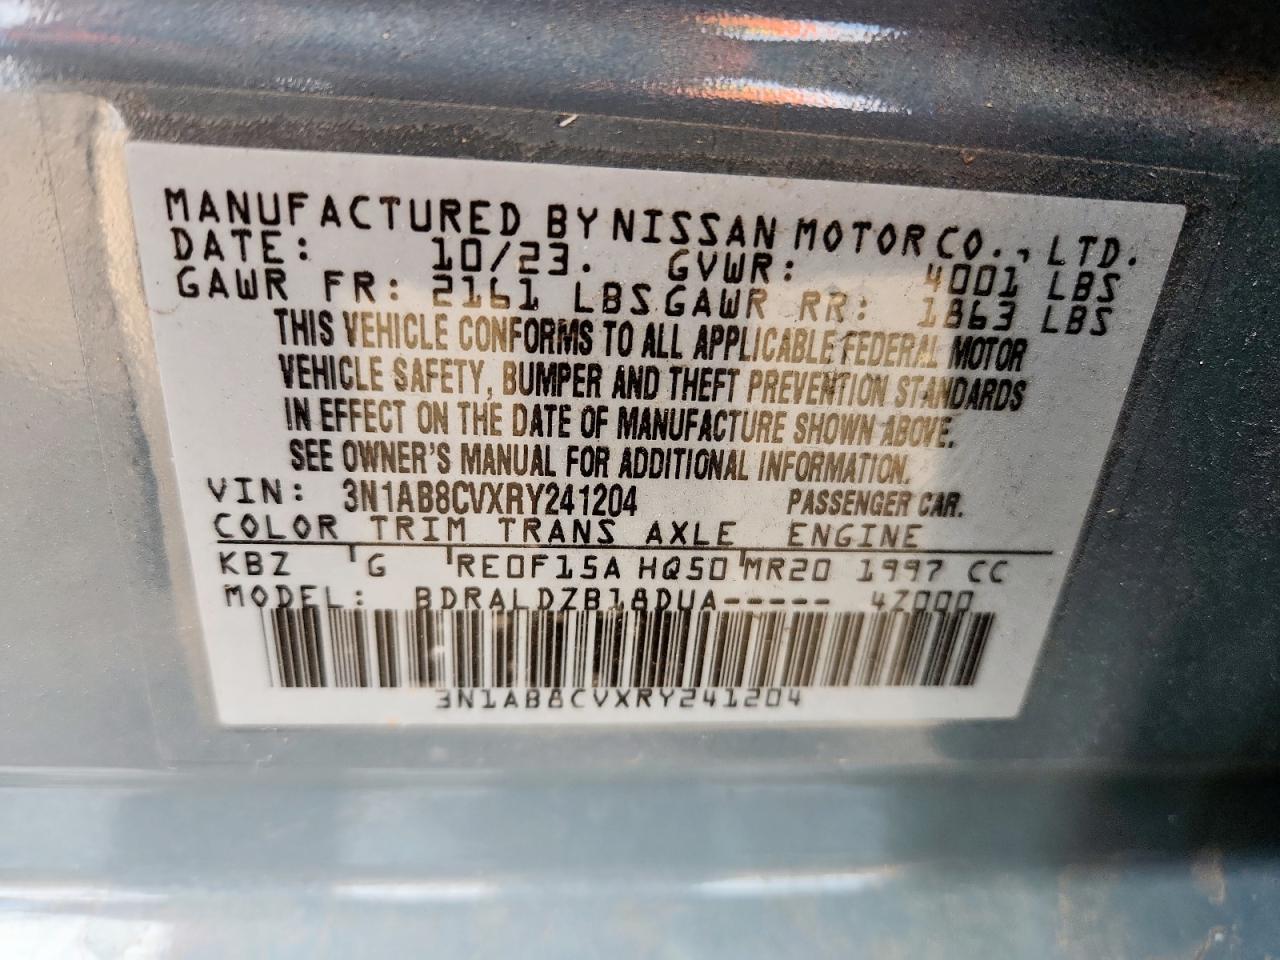 MANUFACTURED BY NISSAN MOTOR CO., LTD.
DATE: 10/23. GVWR: 4001 LBS
GAWR FR: 2161 LBS GAWR RR: 1863 LBS
THIS VEHICLE CONFORMS TO ALL APPLICABLE FEDERAL MOTOR
VEHICLE SAFETY, BUMPER AND THEFT PREVENTION STANDARDS
IN EFFECT ON THE DATE OF MANUFACTURE SHOWN ABOVE.
SEE OWNER'S MANUAL FOR ADDITIONAL INFORMATION.
VIN: 3N1AB8CVXRY241204 PASSENGER CAR.
COLOR TRIM TRANS AXLE ENGINE
KBZ G RE0F15A HQ50 MR20 1997 CC
MODEL: BDRALDZB18DUA----- 4Z000
3N1AB8CVXRY241204